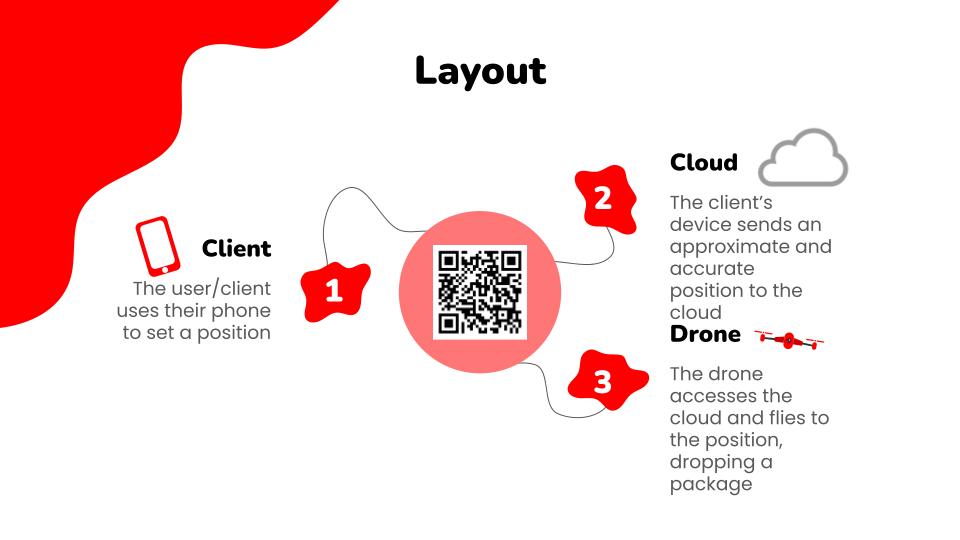 Layout
1
Client
The user/client
uses their phone
to set a position
2
Cloud
The client’s
device sends an
approximate and
accurate
position to the
cloud
3
Drone
The drone
accesses the
cloud and flies to
the position,
dropping a
package